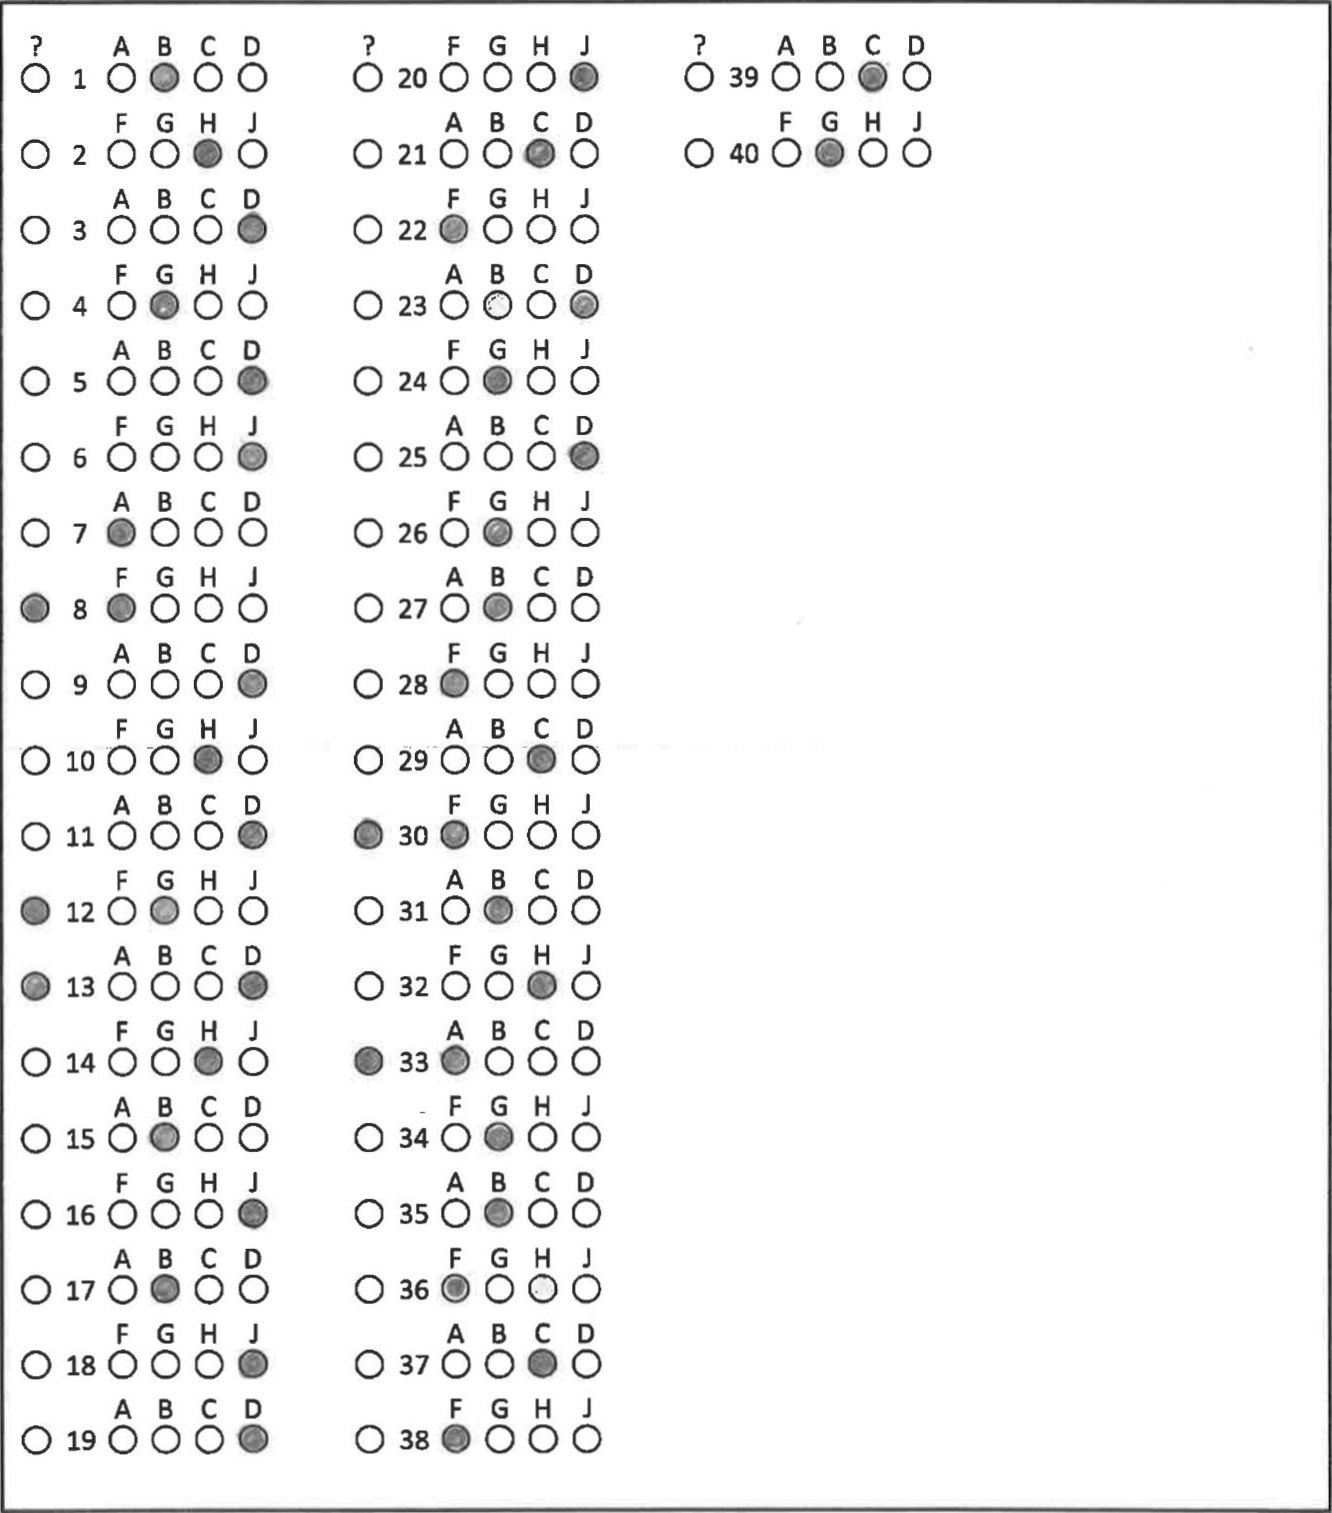 ? A B C D
1
F G H J
2
A B C D
3
F G H J
4
A B C D
5
F G H J
6
A B C D
7
F G H J
8
A B C D
9
F G H J
10
A B C D
11
F G H J
12
A B C D
13
F G H J
14
A B C D
15
F G H J
16
A B C D
17
F G H J
18
A B C D
19
? F G H J
20
A B C D
21
F G H J
22
A B C D
23
F G H J
24
A B C D
25
F G H J
26
A B C D
27
F G H J
28
A B C D
29
F G H J
30
A B C D
31
F G H J
32
A B C D
33
F G H J
34
A B C D
35
F G H J
36
A B C D
37
F G H J
38
? A B C D
39
F G H J
40